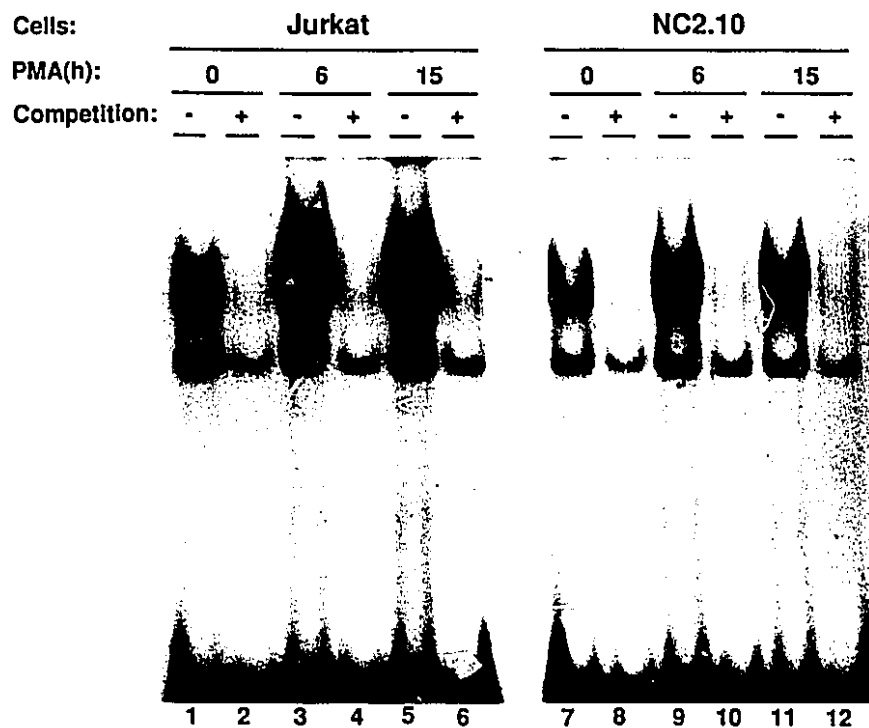 Cells: Jurkat NC2.10
PMA(h): 0 6 15 0 6 15
Competition: - + - + - + - + - + - +
1 2 3 4 5 6 7 8 9 10 11 12